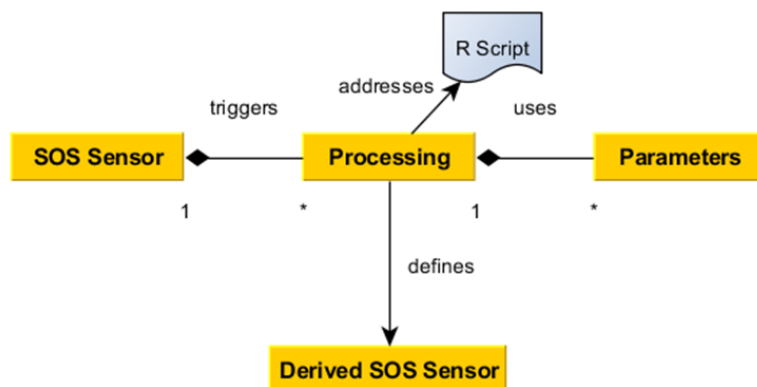 R Script
addresses
triggers
uses
SOS Sensor
Processing
Parameters
1
*
1
*
defines
Derived SOS Sensor